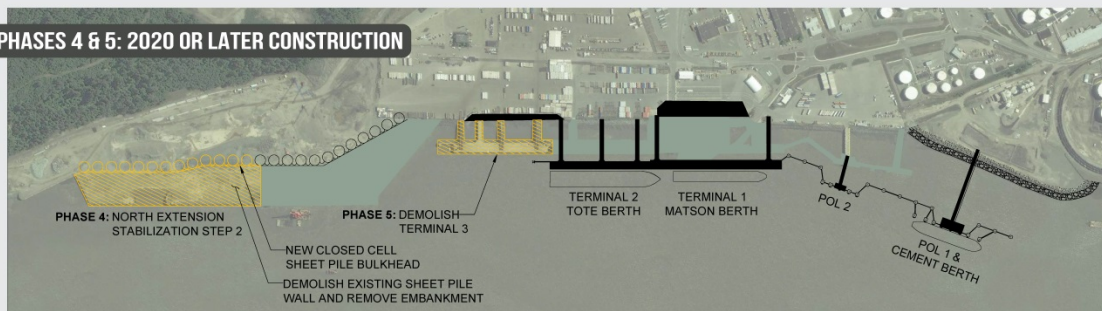 PHASES 4 & 5: 2020 OR LATER CONSTRUCTION
PHASE 4: NORTH EXTENSION
STABILIZATION STEP 2
NEW CLOSED CELL
SHEET PILE BULKHEAD
DEMOLISH EXISTING SHEET PILE
WALL AND REMOVE EMBANKMENT
PHASE 5: DEMOLISH
TERMINAL 3
TERMINAL 2
TOTE BERTH
TERMINAL 1
MATSON BERTH
POL 2
POL 1 &
CEMENT BERTH